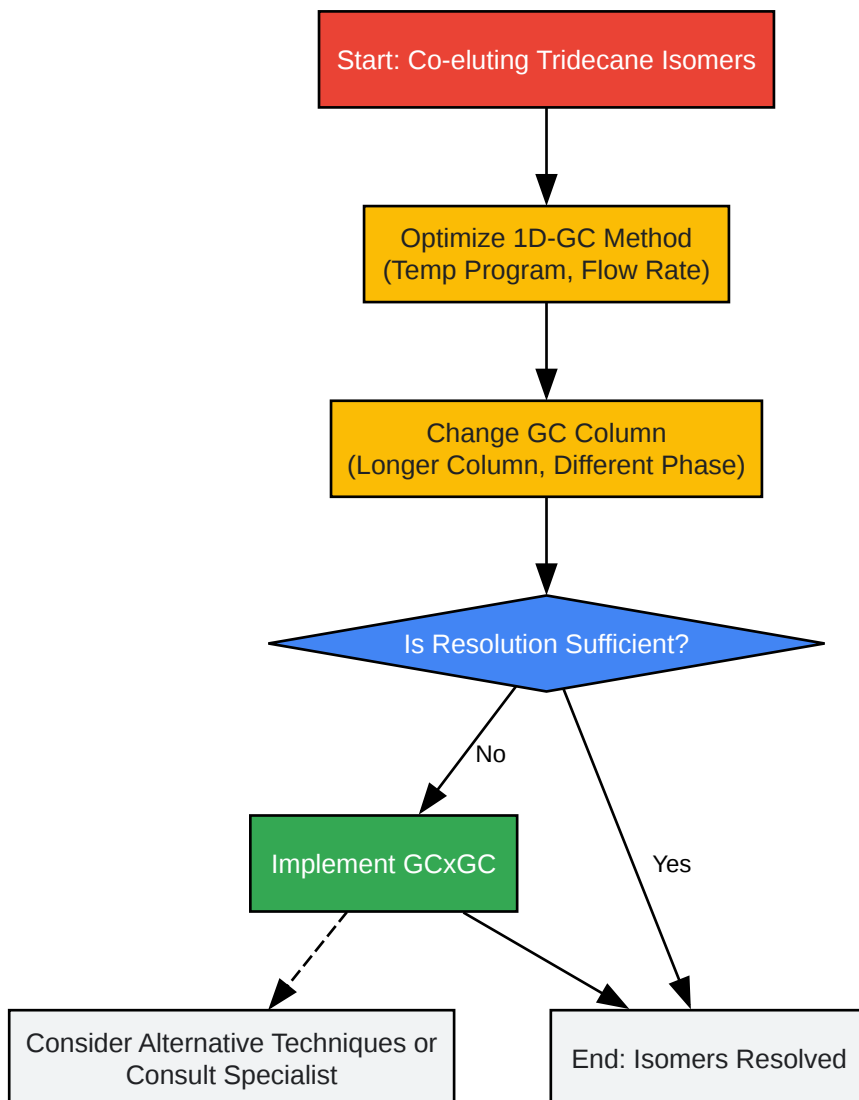 Start: Co-eluting Tridecane Isomers
Optimize 1D-GC Method
(Temp Program, Flow Rate)
Change GC Column
(Longer Column, Different Phase)
Is Resolution Sufficient?
No
Implement GCxGC
Yes
Consider Alternative Techniques or
Consult Specialist
End: Isomers Resolved